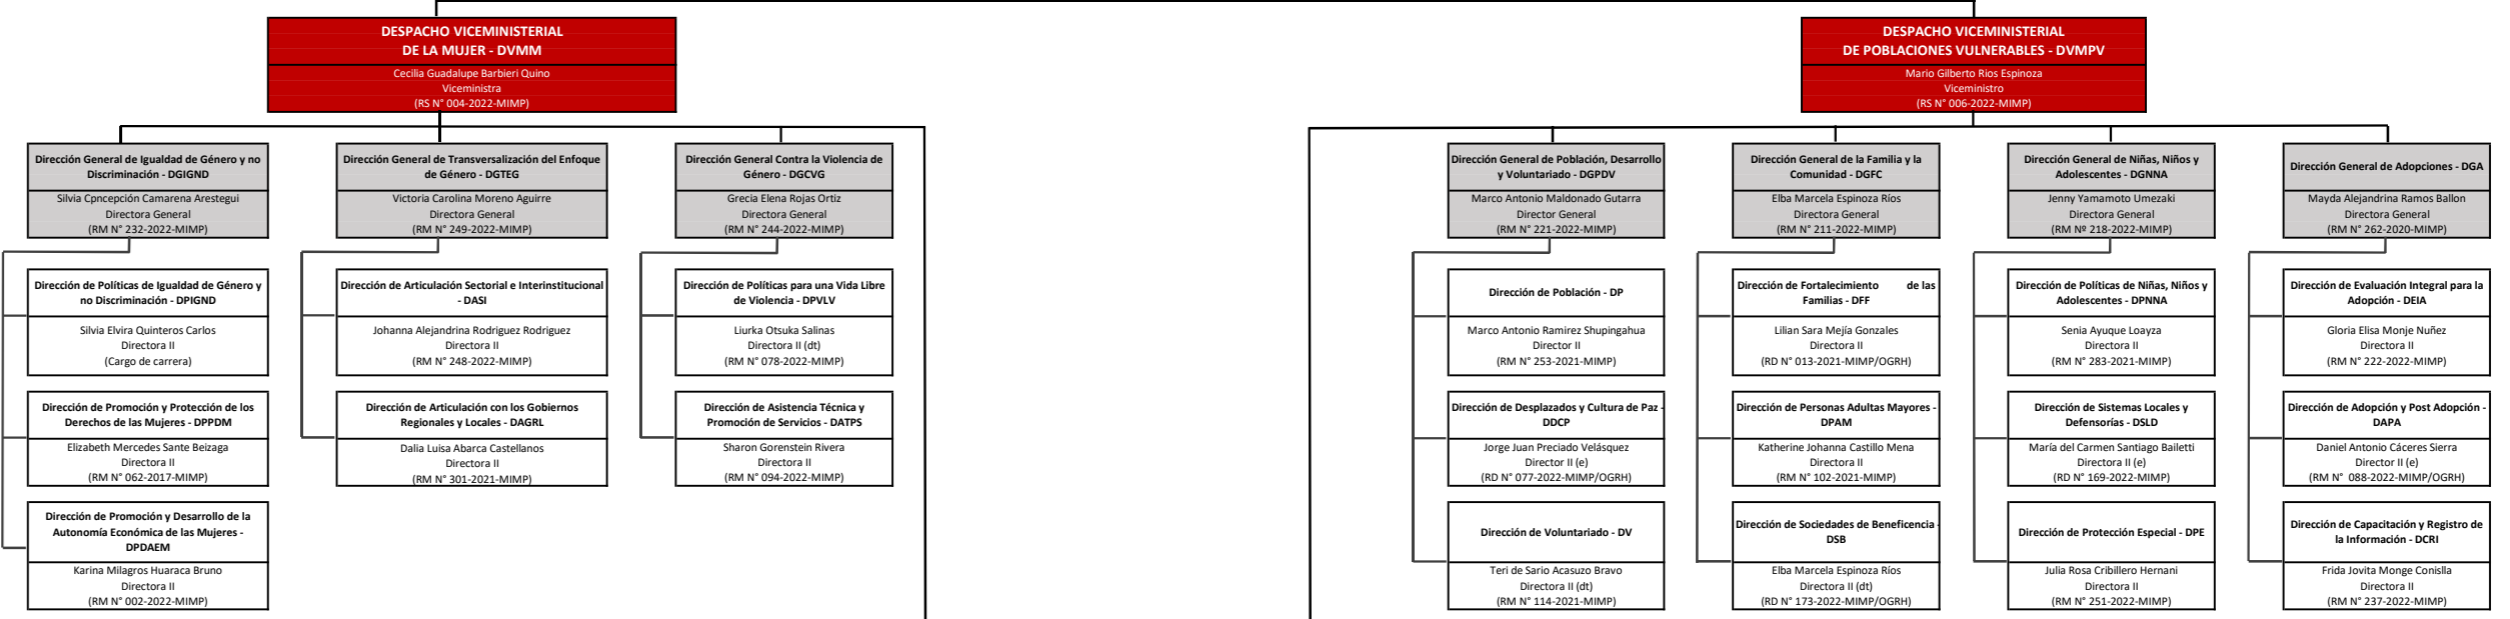 DESPACHO VICEMINISTERIAL
DE LA MUJER - DVMM
Cecilia Guadalupe Barbieri Quino
Viceministra
(RS N° 004-2022-MIMP)
DESPACHO VICEMINISTERIAL
DE POBLACIONES VULNERABLES - DVMPV
Mario Gilberto Rios Espinoza
Viceministro
(RS N° 006-2022-MIMP)
Dirección General de Igualdad de Género y no
Discriminación - DGIGND
Silvia Cpncepción Camarena Arestegui
Directora General
(RM N° 232-2022-MIMP)
Dirección de Políticas de Igualdad de Género y
no Discriminación - DPIGND
Silvia Elvira Quinteros Carlos
Directora II
(Cargo de carrera)
Dirección de Promoción y Protección de los
Derechos de las Mujeres - DPPDM
Elizabeth Mercedes Sante Beizaga
Directora II
(RM N° 062-2017-MIMP)
Dirección de Promoción y Desarrollo de la
Autonomía Económica de las Mujeres -
DPDAEM
Karina Milagros Huaraca Bruno
Directora II
(RM N° 002-2022-MIMP)
Dirección General de Transversalización del Enfoque
de Género - DGTEG
Victoria Carolina Moreno Aguirre
Directora General
(RM N° 249-2022-MIMP)
Dirección de Articulación Sectorial e Interinstitucional
- DASI
Johanna Alejandrina Rodriguez Rodriguez
Directora II
(RM N° 248-2022-MIMP)
Dirección de Articulación con los Gobiernos
Regionales y Locales - DAGRL
Dalia Luisa Abarca Castellanos
Directora II
(RM N° 301-2021-MIMP)
Dirección General Contra la Violencia de
Género - DGCVG
Grecia Elena Rojas Ortiz
Directora General
(RM N° 244-2022-MIMP)
Dirección de Políticas para una Vida Libre
de Violencia - DPVLV
Liurka Otsuka Salinas
Directora II (dt)
(RM N° 078-2022-MIMP)
Dirección de Asistencia Técnica y
Promoción de Servicios - DATPS
Sharon Gorenstein Rivera
Directora II
(RM N° 094-2022-MIMP)
Dirección General de Población, Desarrollo
y Voluntariado - DGPDV
Marco Antonio Maldonado Gutarra
Director General
(RM N° 221-2022-MIMP)
Dirección de Población - DP
Marco Antonio Ramirez Shupingahua
Director II
(RM N° 253-2021-MIMP)
Dirección de Desplazados y Cultura de Paz -
DDCP
Jorge Juan Preciado Velásquez
Director II (e)
(RD N° 077-2022-MIMP/OGRH)
Dirección de Voluntariado - DV
Teri de Sario Acasuzo Bravo
Directora II (dt)
(RM N° 114-2021-MIMP)
Dirección General de la Familia y la
Comunidad - DGFC
Elba Marcela Espinoza Ríos
Directora General
(RM N° 211-2022-MIMP)
Dirección de Fortalecimiento de las
Familias - DFF
Lilian Sara Mejía Gonzales
Directora II
(RD N° 013-2021-MIMP/OGRH)
Dirección de Personas Adultas Mayores -
DPAM
Katherine Johanna Castillo Mena
Directora II
(RM N° 102-2021-MIMP)
Dirección de Sociedades de Beneficencia -
DSB
Elba Marcela Espinoza Ríos
Directora II (dt)
(RD N° 173-2022-MIMP/OGRH)
Dirección General de Niñas, Niños y
Adolescentes - DGNNA
Jenny Yamamoto Umezaki
Directora General
(RM Nº 218-2022-MIMP)
Dirección de Políticas de Niñas, Niños y
Adolescentes - DPNNA
Senia Ayuque Loayza
Directora II
(RM N° 283-2021-MIMP)
Dirección de Sistemas Locales y
Defensorías - DSLD
María del Carmen Santiago Bailetti
Directora II (e)
(RD N° 169-2022-MIMP)
Dirección de Protección Especial - DPE
Julia Rosa Cribillero Hernani
Directora II
(RM N° 251-2022-MIMP)
Dirección General de Adopciones - DGA
Mayda Alejandrina Ramos Ballon
Directora General
(RM N° 262-2020-MIMP)
Dirección de Evaluación Integral para la
Adopción - DEIA
Gloria Elisa Monje Nuñez
Directora II
(RM N° 222-2022-MIMP)
Dirección de Adopción y Post Adopción -
DAPA
Daniel Antonio Cáceres Sierra
Director II (e)
(RM N° 088-2022-MIMP/OGRH)
Dirección de Capacitación y Registro de
la Información - DCRI
Frida Jovita Monge Conislla
Directora II
(RM N° 237-2022-MIMP)